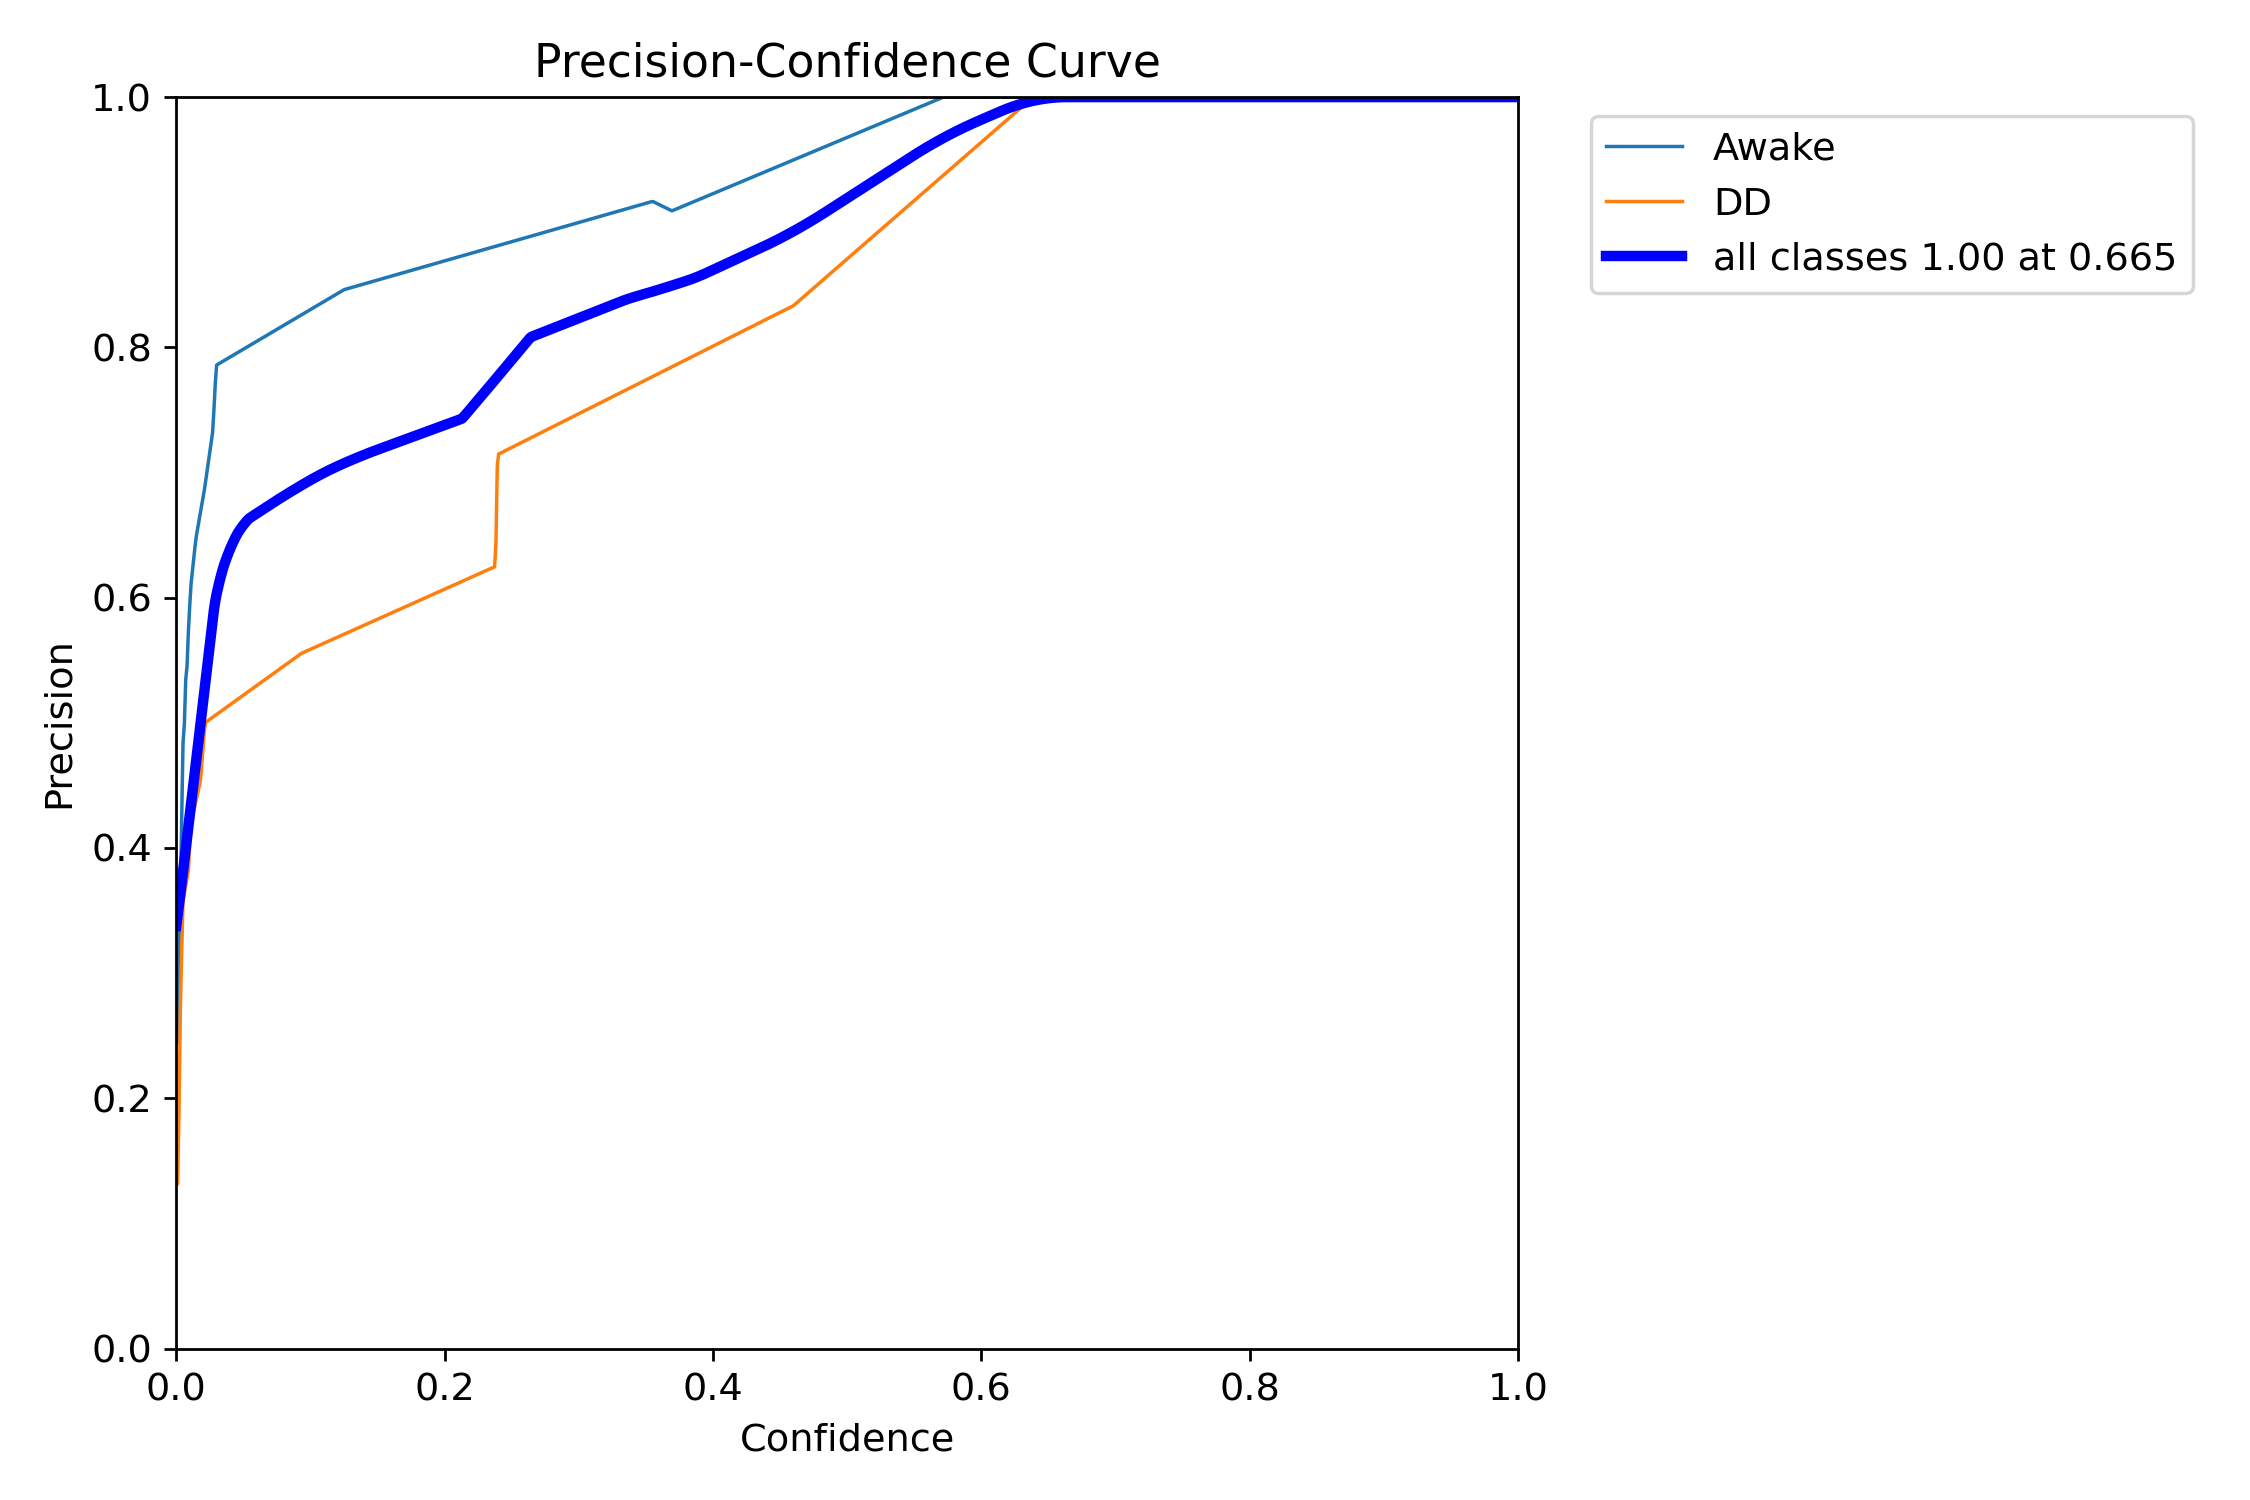 Precision-Confidence Curve
1.0
0.8
0.6
0.4
0.2
0.0
Precision
0.0 0.2 0.4 0.6 0.8 1.0
Confidence
Awake
DD
all classes 1.00 at 0.665